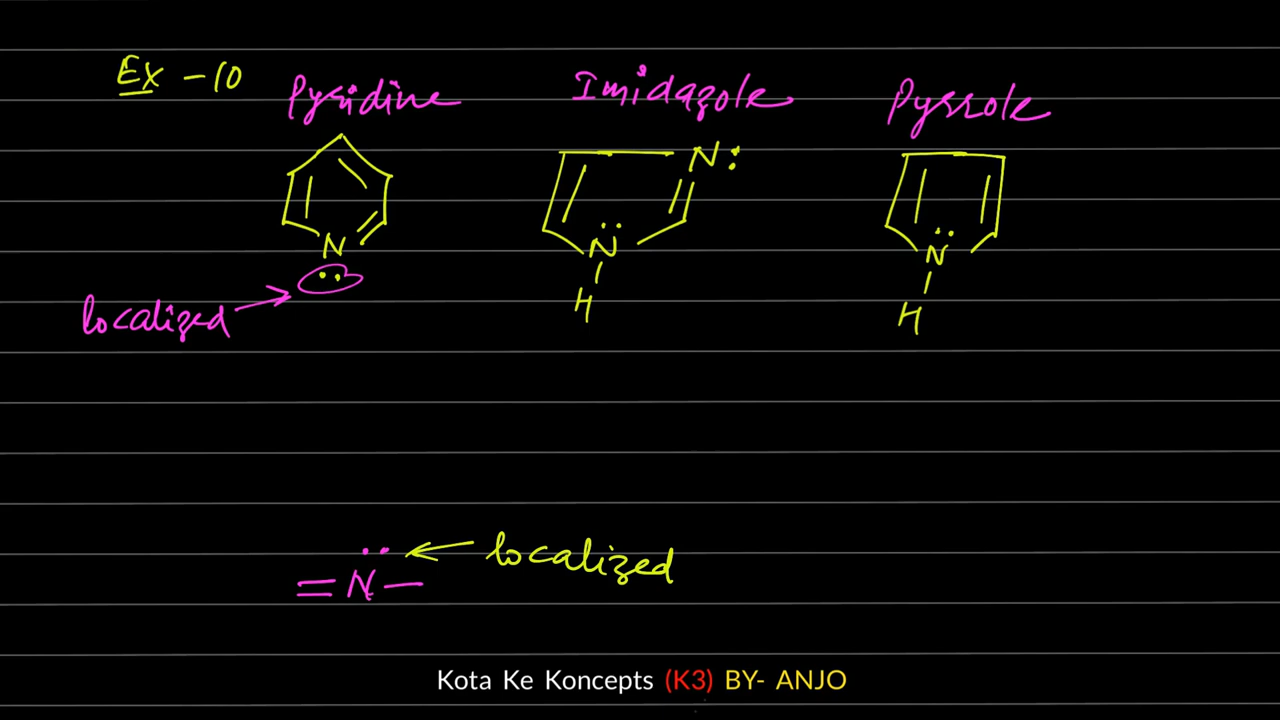 Ex - 10
Pyridine
Imidazole
Pyrrole
N
N:
N
H
N
H
localized
localized
=N-
Kota Ke Koncepts (K3) BY- ANJO